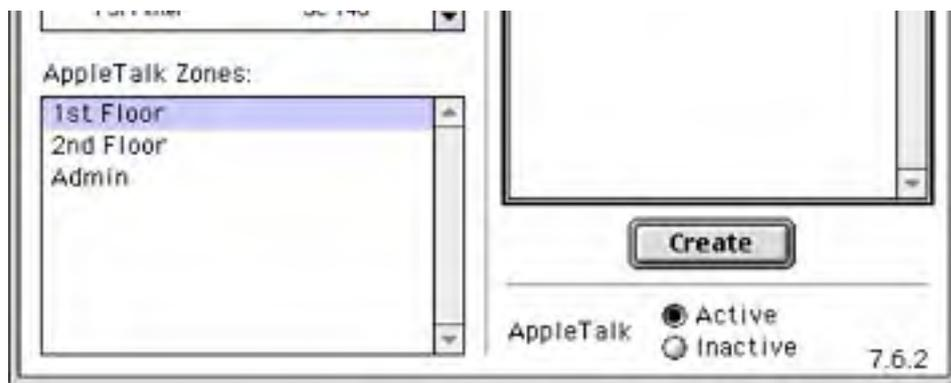 AppleTalk Zones:
1st Floor
2nd Floor
Admin
Create
AppleTalk
Active
Inactive
7.6.2